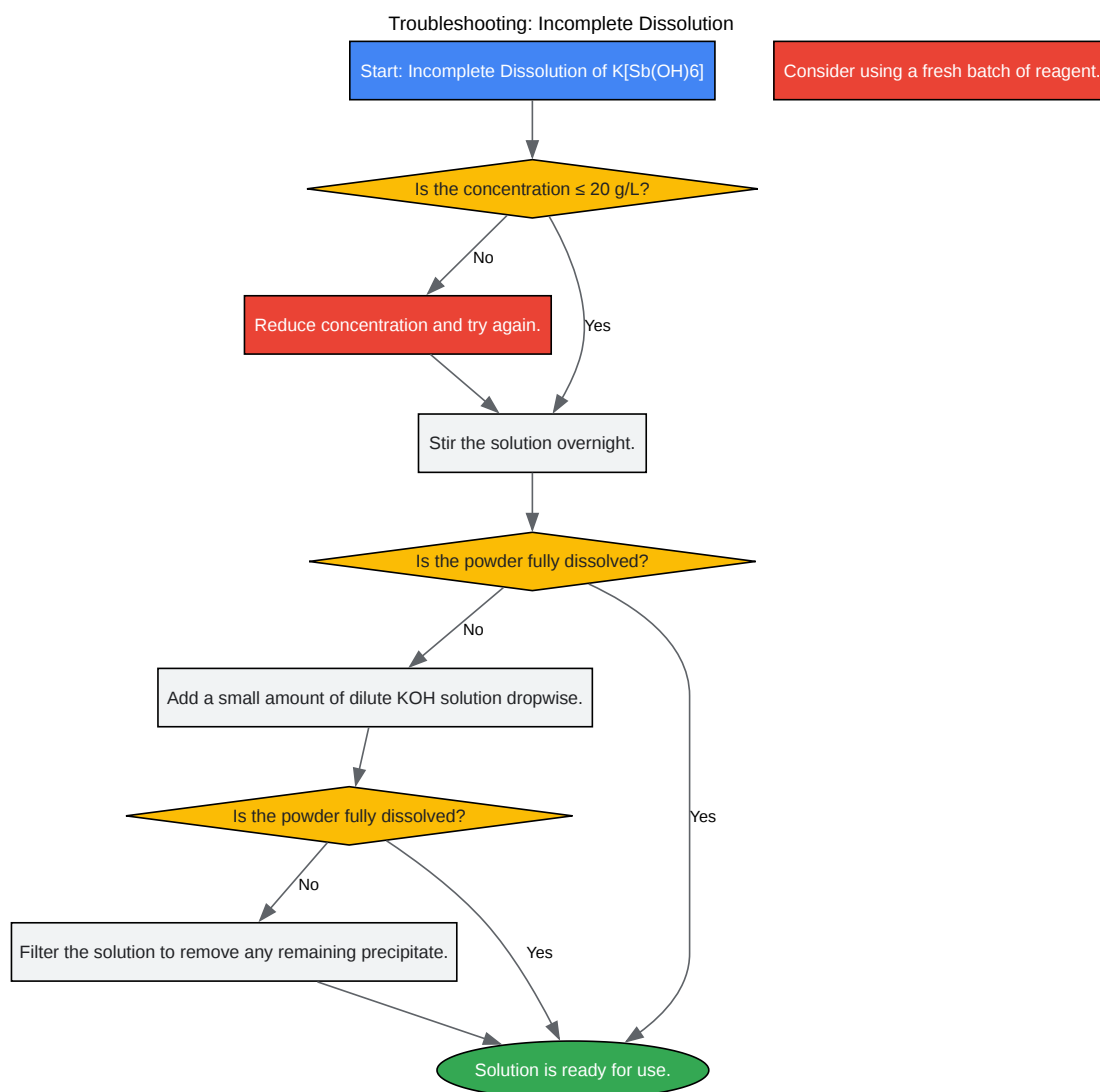 Troubleshooting: Incomplete Dissolution
Start: Incomplete Dissolution of K[Sb(OH)6]
Consider using a fresh batch of reagent.
Is the concentration ≤ 20 g/L?
No
Reduce concentration and try again.
Yes
Stir the solution overnight.
Is the powder fully dissolved?
No
Add a small amount of dilute KOH solution dropwise.
Is the powder fully dissolved?
Yes
No
Filter the solution to remove any remaining precipitate.
Yes
Solution is ready for use.